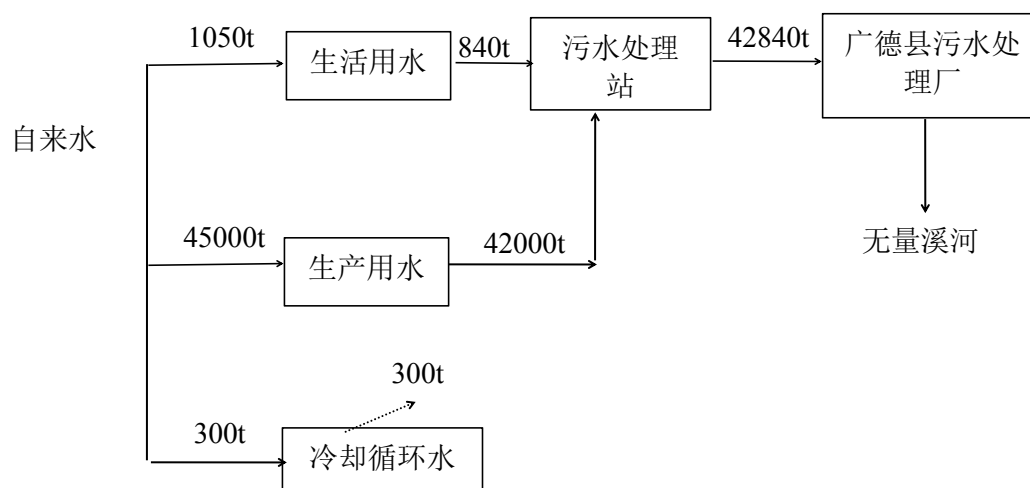 1050t
生活用水
840t
污水处理
站
42840t
广德县污水处
理厂
自来水
45000t
生产用水
42000t
无量溪河
300t
300t
冷却循环水